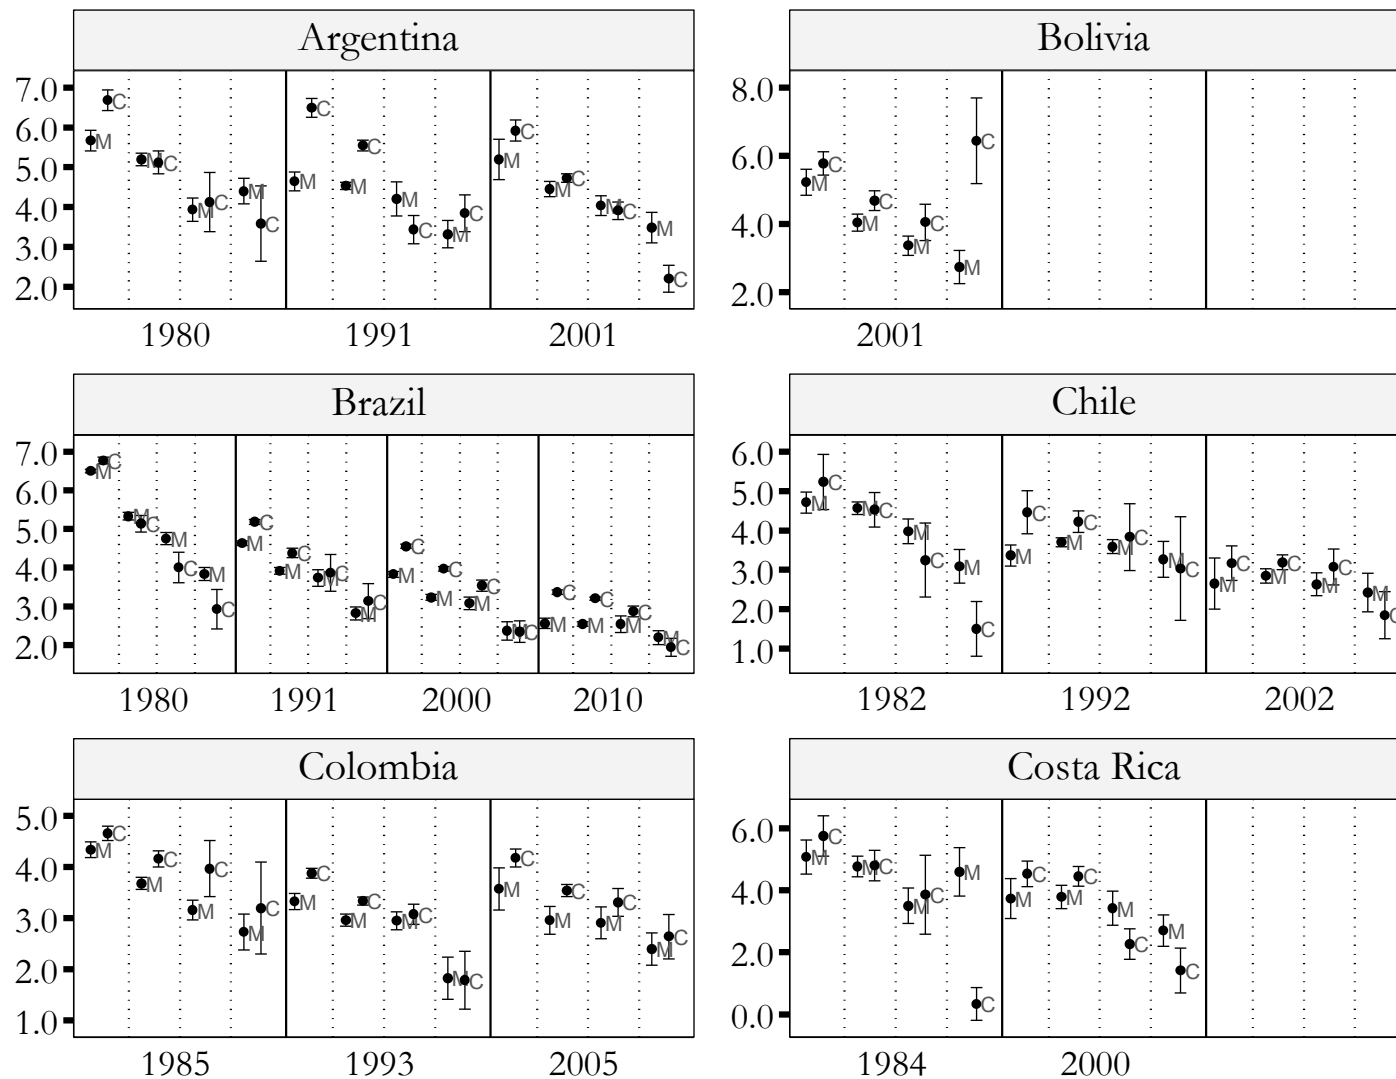 Argentina
Bolivia
7.0
6.0
5.0
4.0
3.0
2.0
M C M C M C M C M C M C M C M C M C M C M C M C
1980 1991 2001
8.0
6.0
4.0
2.0
M C M C M C M C
2001
Brazil
Chile
7.0
6.0
5.0
4.0
3.0
2.0
M C M C M C M C M C M C M C M C M C M C M C M C M C M C M C M C
1980 1991 2000 2010
6.0
5.0
4.0
3.0
2.0
1.0
M C M C M C M C M C M C M C M C M C M C M C M C
1982 1992 2002
Colombia
Costa Rica
5.0
4.0
3.0
2.0
1.0
M C M C M C M C M C M C M C M C M C M C M C M C
1985 1993 2005
6.0
4.0
2.0
0.0
M C M C M C M C M C M C M C M C
1984 2000